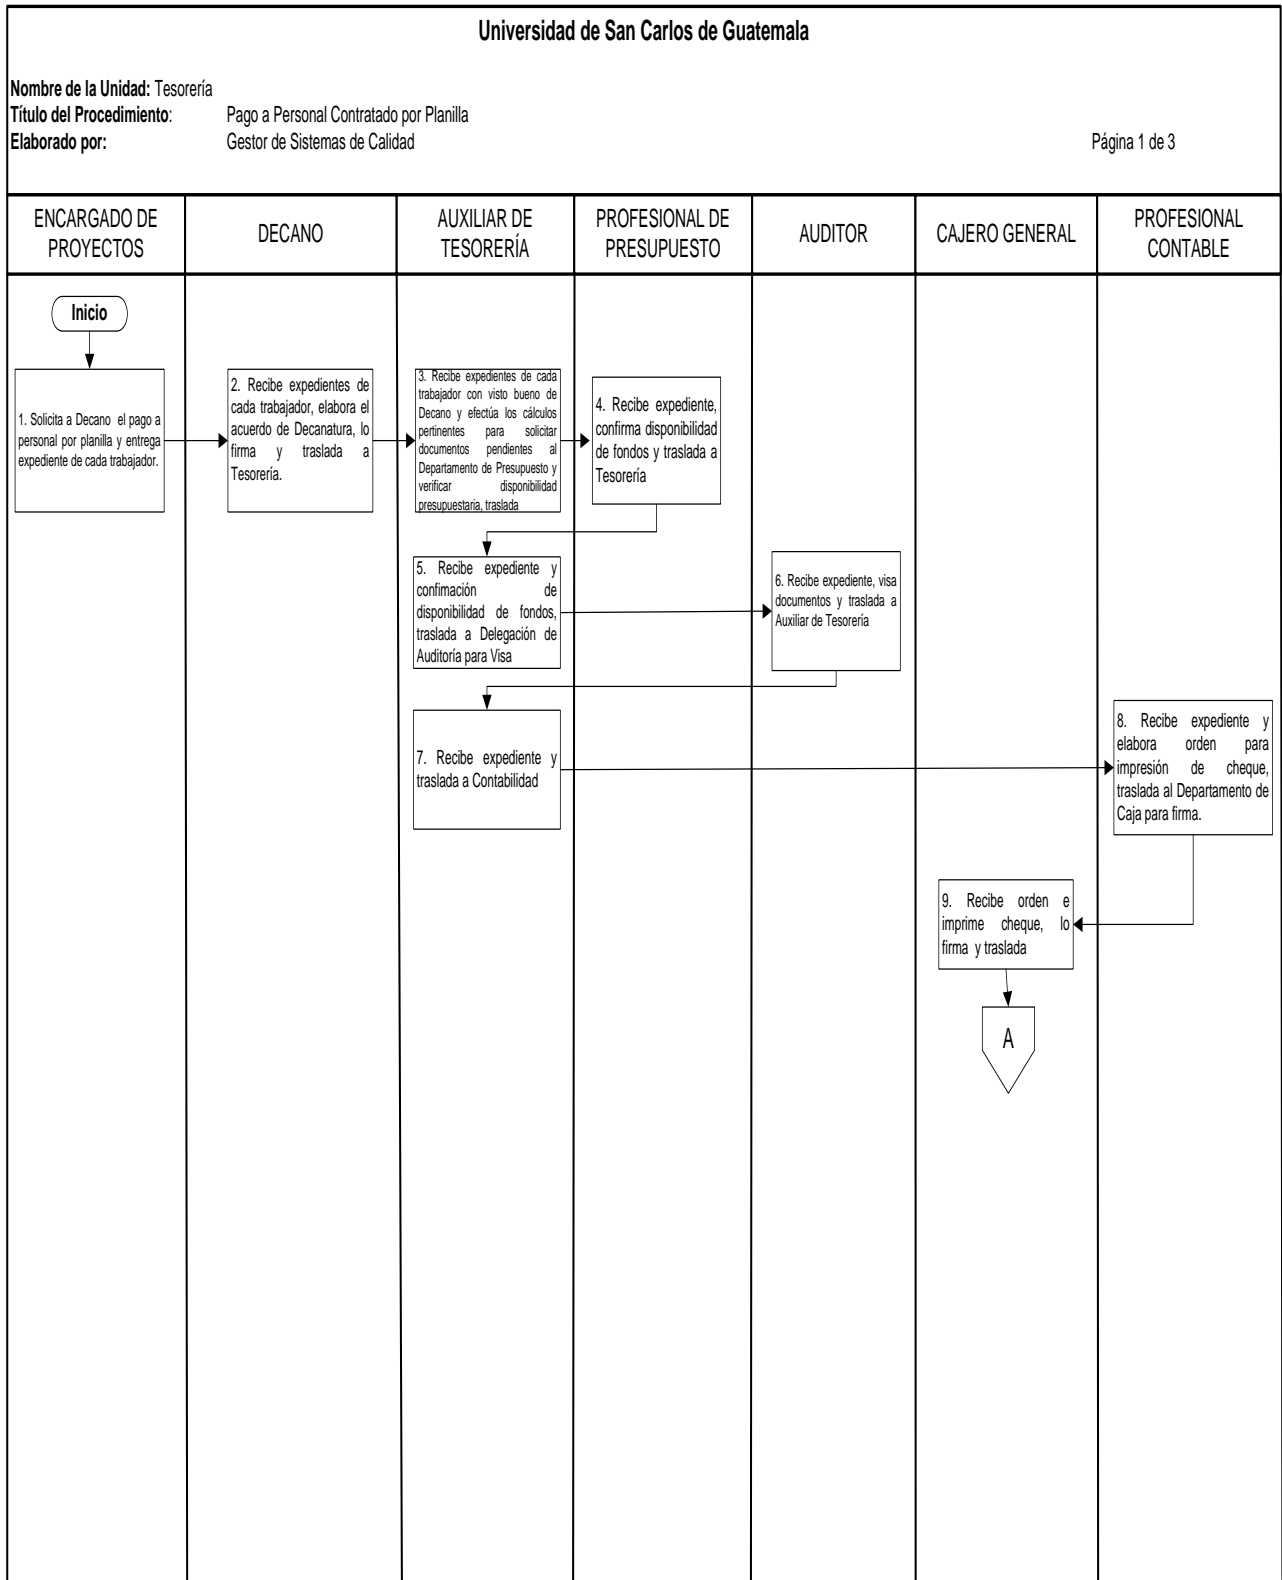 Universidad de San Carlos de Guatemala
Nombre de la Unidad: Tesorería
Título del Procedimiento: Pago a Personal Contratado por Planilla
Elaborado por: Gestor de Sistemas de Calidad Página 1 de 3
ENCARGADO DE
PROYECTOS
DECANO
AUXILIAR DE
TESORERÍA
PROFESIONAL DE
PRESUPUESTO
AUDITOR
CAJERO GENERAL
PROFESIONAL
CONTABLE
Inicio
1. Solicita a Decano el pago a
personal por planilla y entrega
expediente de cada trabajador.
2. Recibe expedientes de
cada trabajador, elabora el
acuerdo de Decanatura, lo
firma y traslada a
Tesorería.
3. Recibe expedientes de cada
trabajador con visto bueno de
Decano y efectúa los cálculos
pertinentes para solicitar
documentos pendientes al
Departamento de Presupuesto y
verificar disponibilidad
presupuestaria, traslada
4. Recibe expediente,
confirma disponibilidad
de fondos y traslada a
Tesorería
5. Recibe expediente y
confimación de
disponibilidad de fondos,
traslada a Delegación de
Auditoría para Visa
6. Recibe expediente, visa
documentos y traslada a
Auxiliar de Tesorería
7. Recibe expediente y
traslada a Contabilidad
8. Recibe expediente y
elabora orden para
impresión de cheque,
traslada al Departamento de
Caja para firma.
9. Recibe orden e
imprime cheque, lo
firma y traslada
A